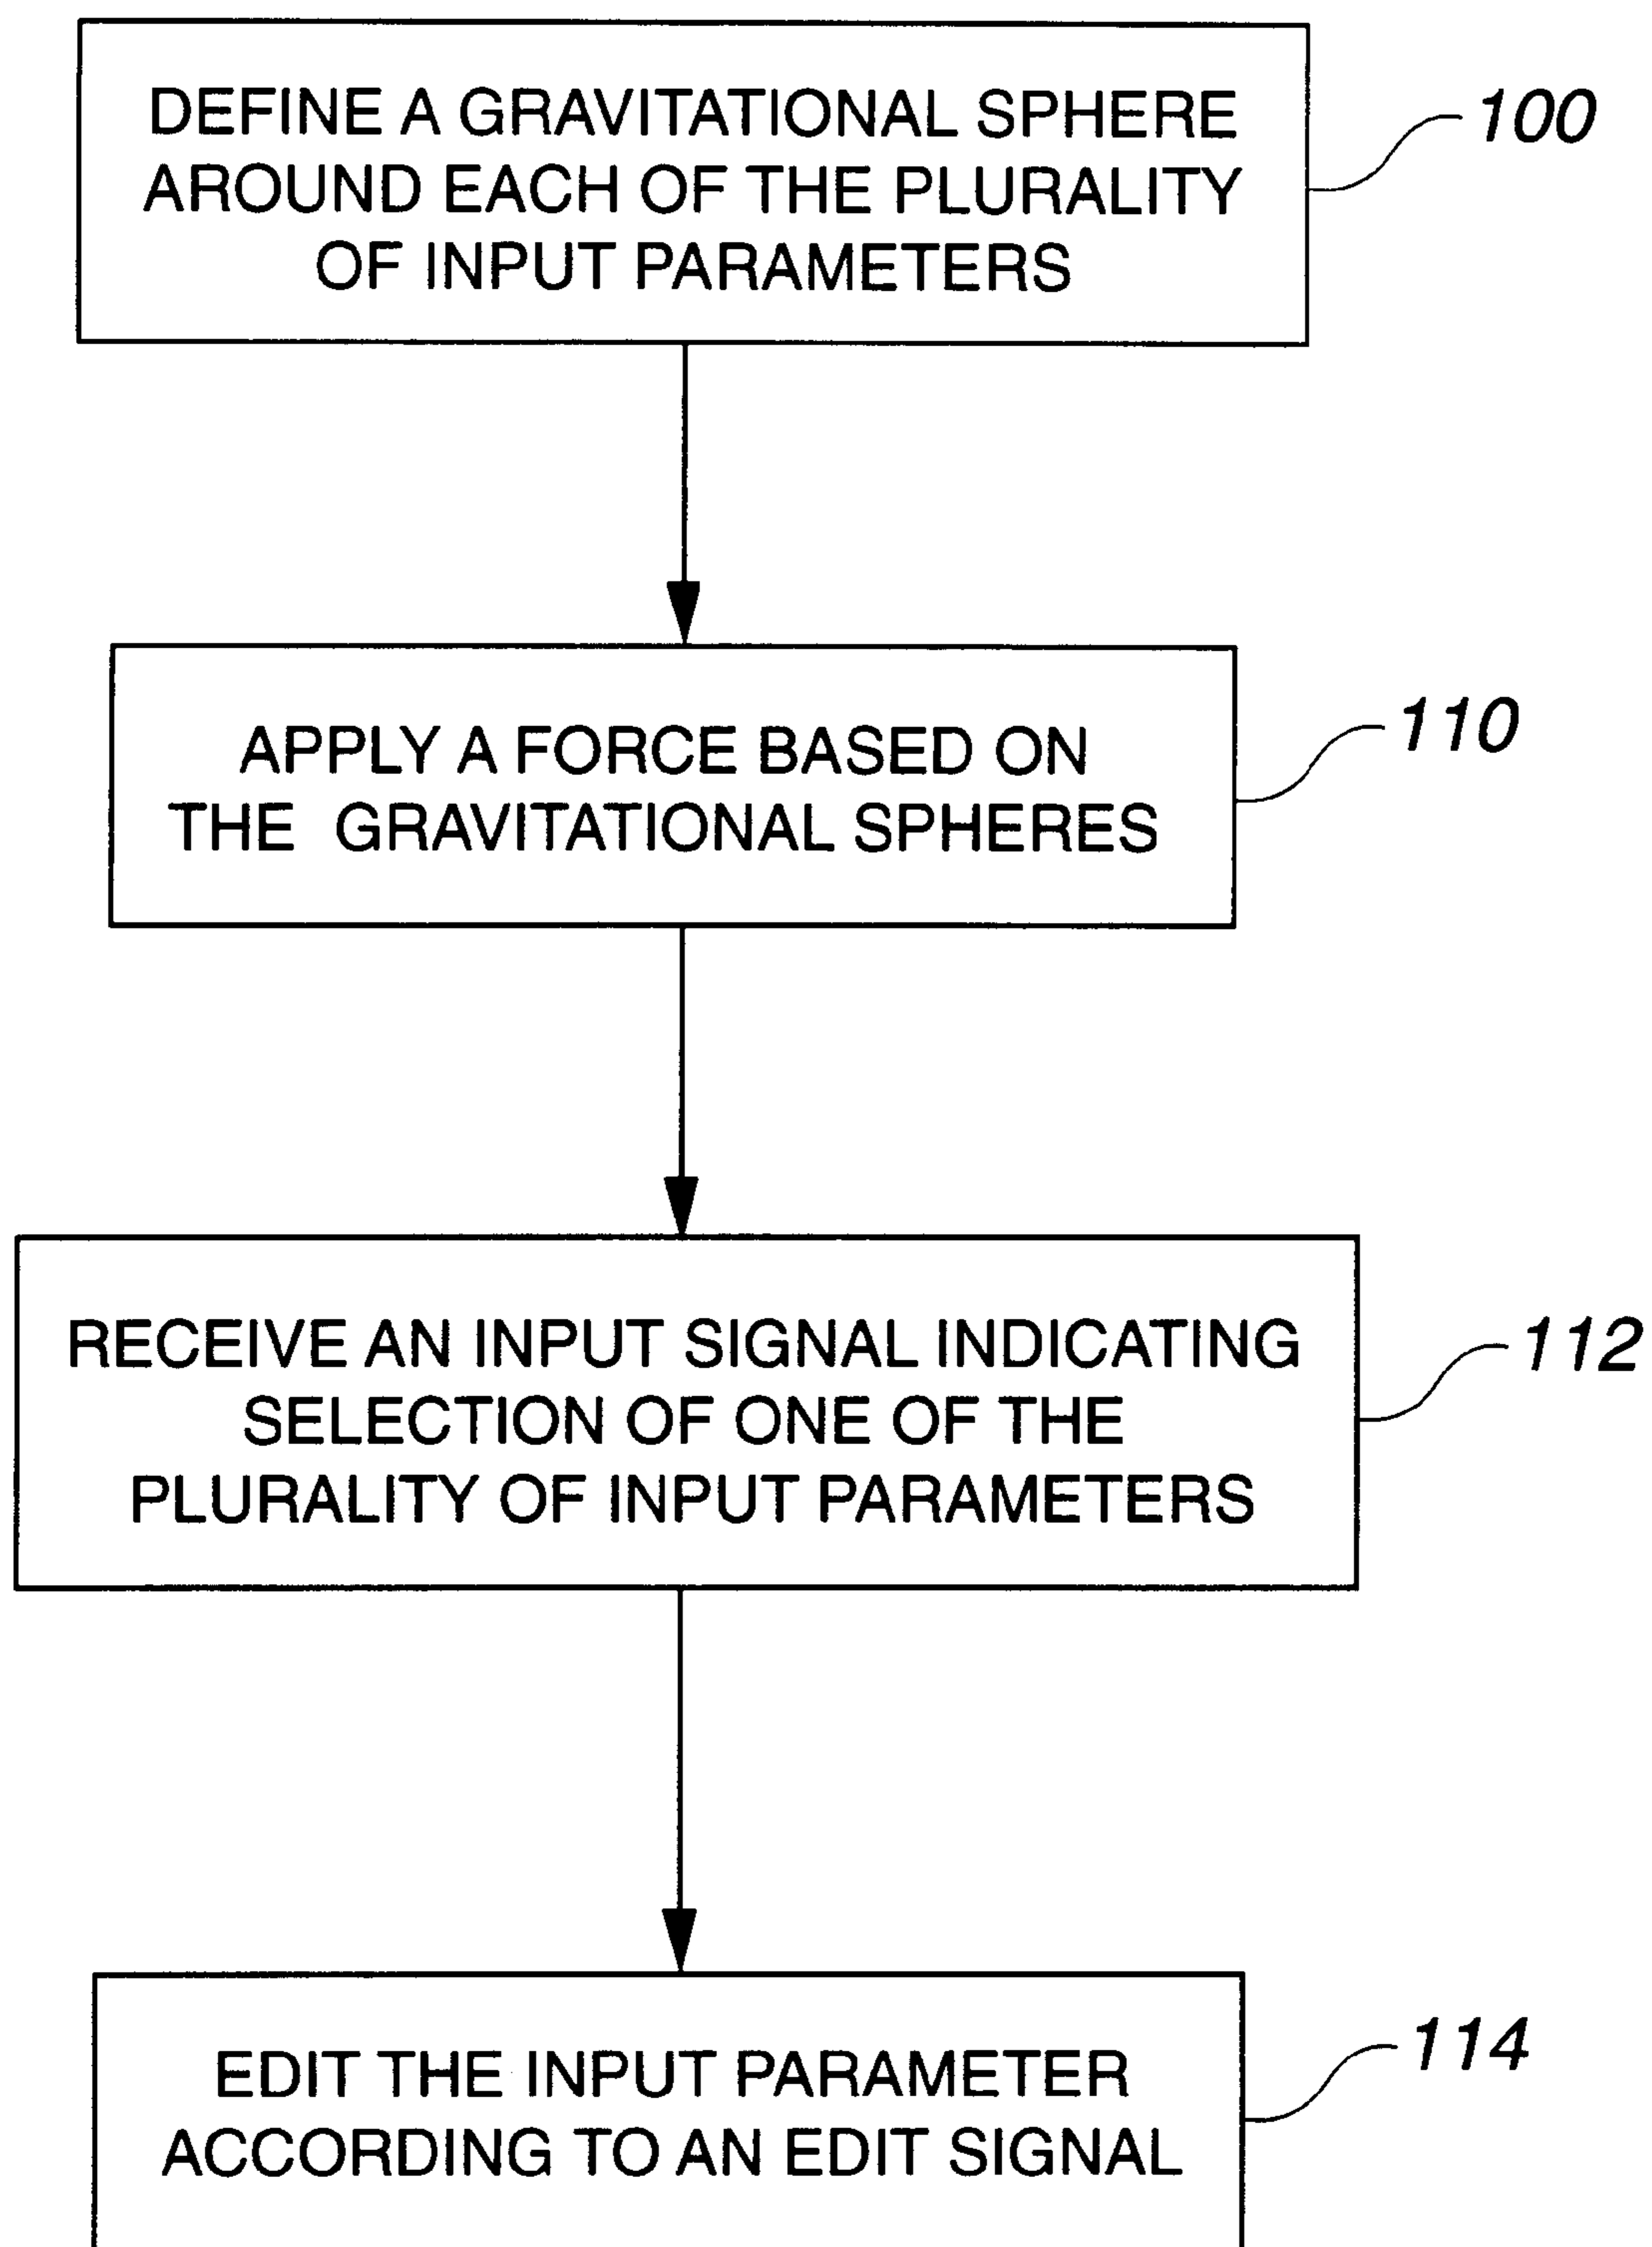 DEFINE A GRAVITATIONAL SPHERE
AROUND EACH OF THE PLURALITY
OF INPUT PARAMETERS
100
APPLY A FORCE BASED ON
THE GRAVITATIONAL SPHERES
110
RECEIVE AN INPUT SIGNAL INDICATING
SELECTION OF ONE OF THE
PLURALITY OF INPUT PARAMETERS
112
EDIT THE INPUT PARAMETER
ACCORDING TO AN EDIT SIGNAL
114